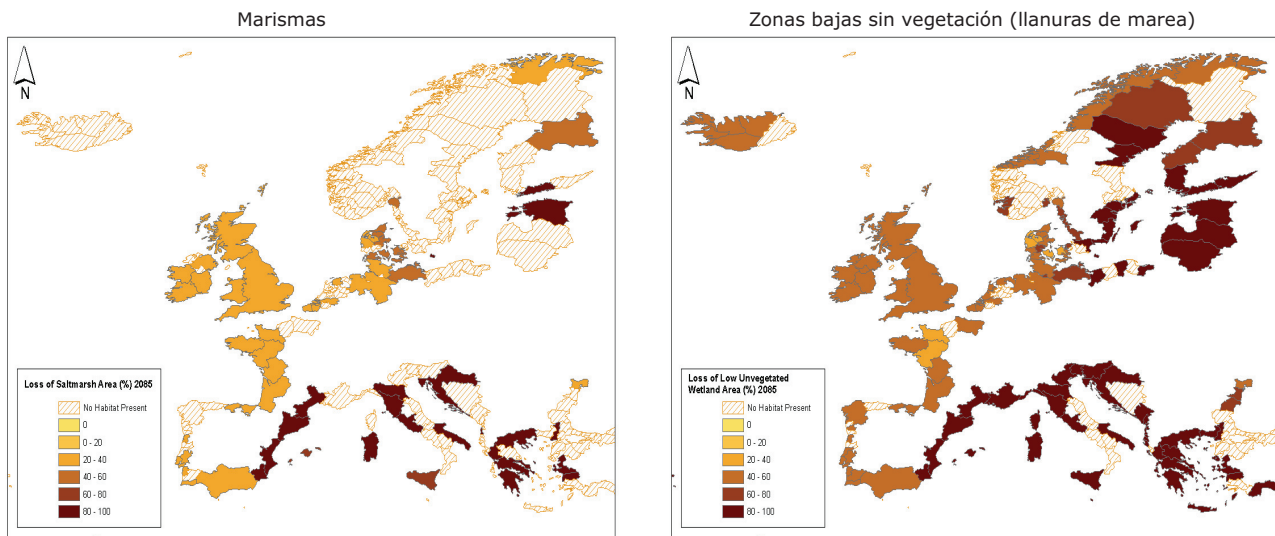 Marismas
N
Loss of Saltmarsh Area (%) 2085
No Habitat Present
0
0 - 20
20 - 40
40 - 60
60 - 80
80 - 100
Zonas bajas sin vegetación (llanuras de marea)
N
Loss of Low Unvegetated
Wetland Area (%) 2085
No Habitat Present
0
0 - 20
20 - 40
40 - 60
60 - 80
80 - 100